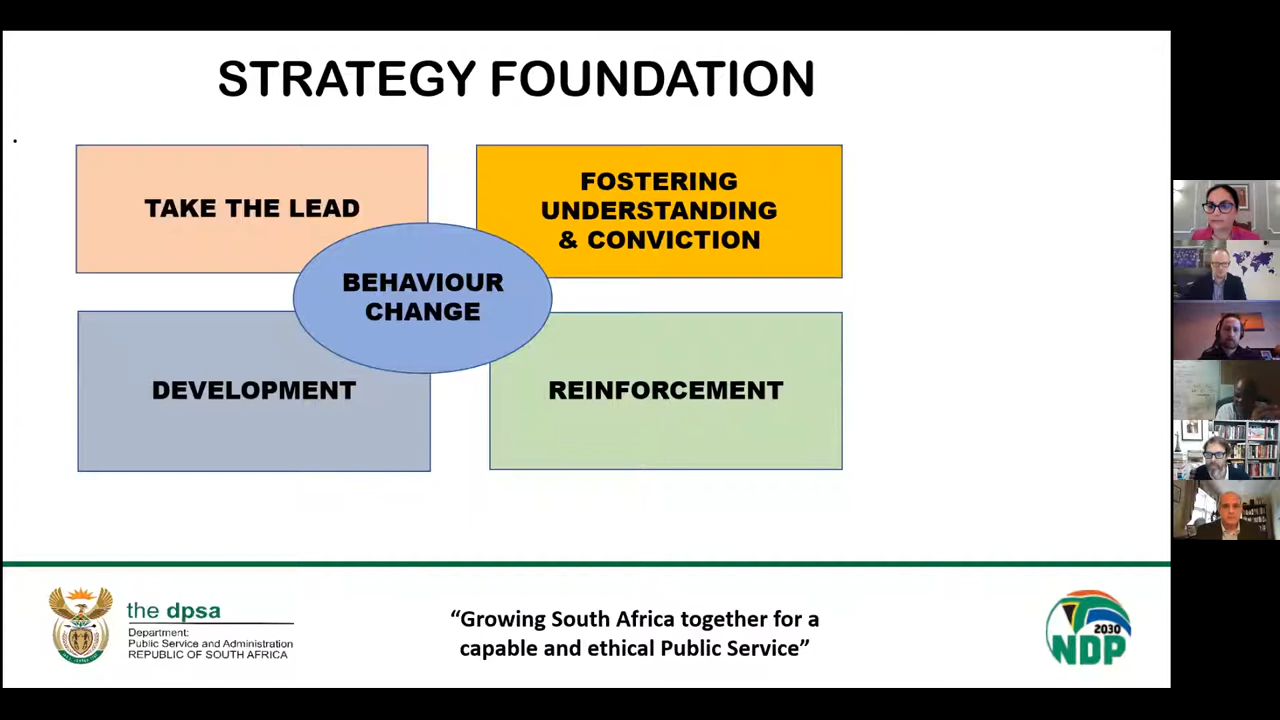 STRATEGY FOUNDATION
TAKE THE LEAD
FOSTERING
UNDERSTANDING
& CONVICTION
BEHAVIOUR
CHANGE
DEVELOPMENT
REINFORCEMENT
the dpsa
Department:
Public Service and Administration
REPUBLIC OF SOUTH AFRICA
“Growing South Africa together for a
capable and ethical Public Service”
2030
NDP